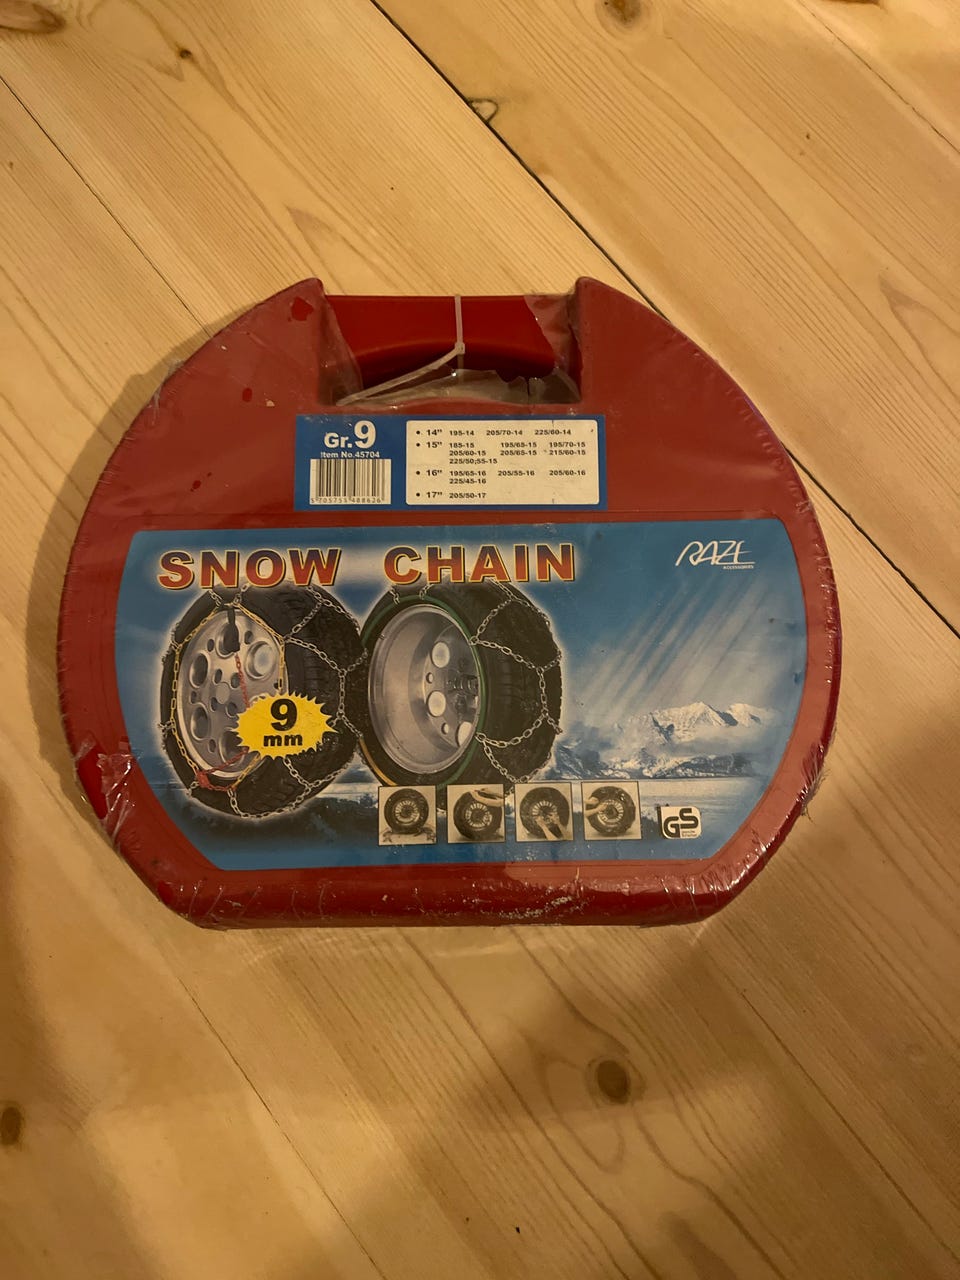 Gr.9
Item No.45704
5 705755 488626
• 14" 195-14 205/70-14 225/60-14
• 15" 185-15 195/65-15 195/70-15
205/60-15 205/65-15 215/60-15
225/50;55-15
• 16" 195/65-16 205/55-16 205/60-16
225/45-16
• 17" 205/50-17
SNOW CHAIN
RAZE
ACCESSORIES
9
mm
GS